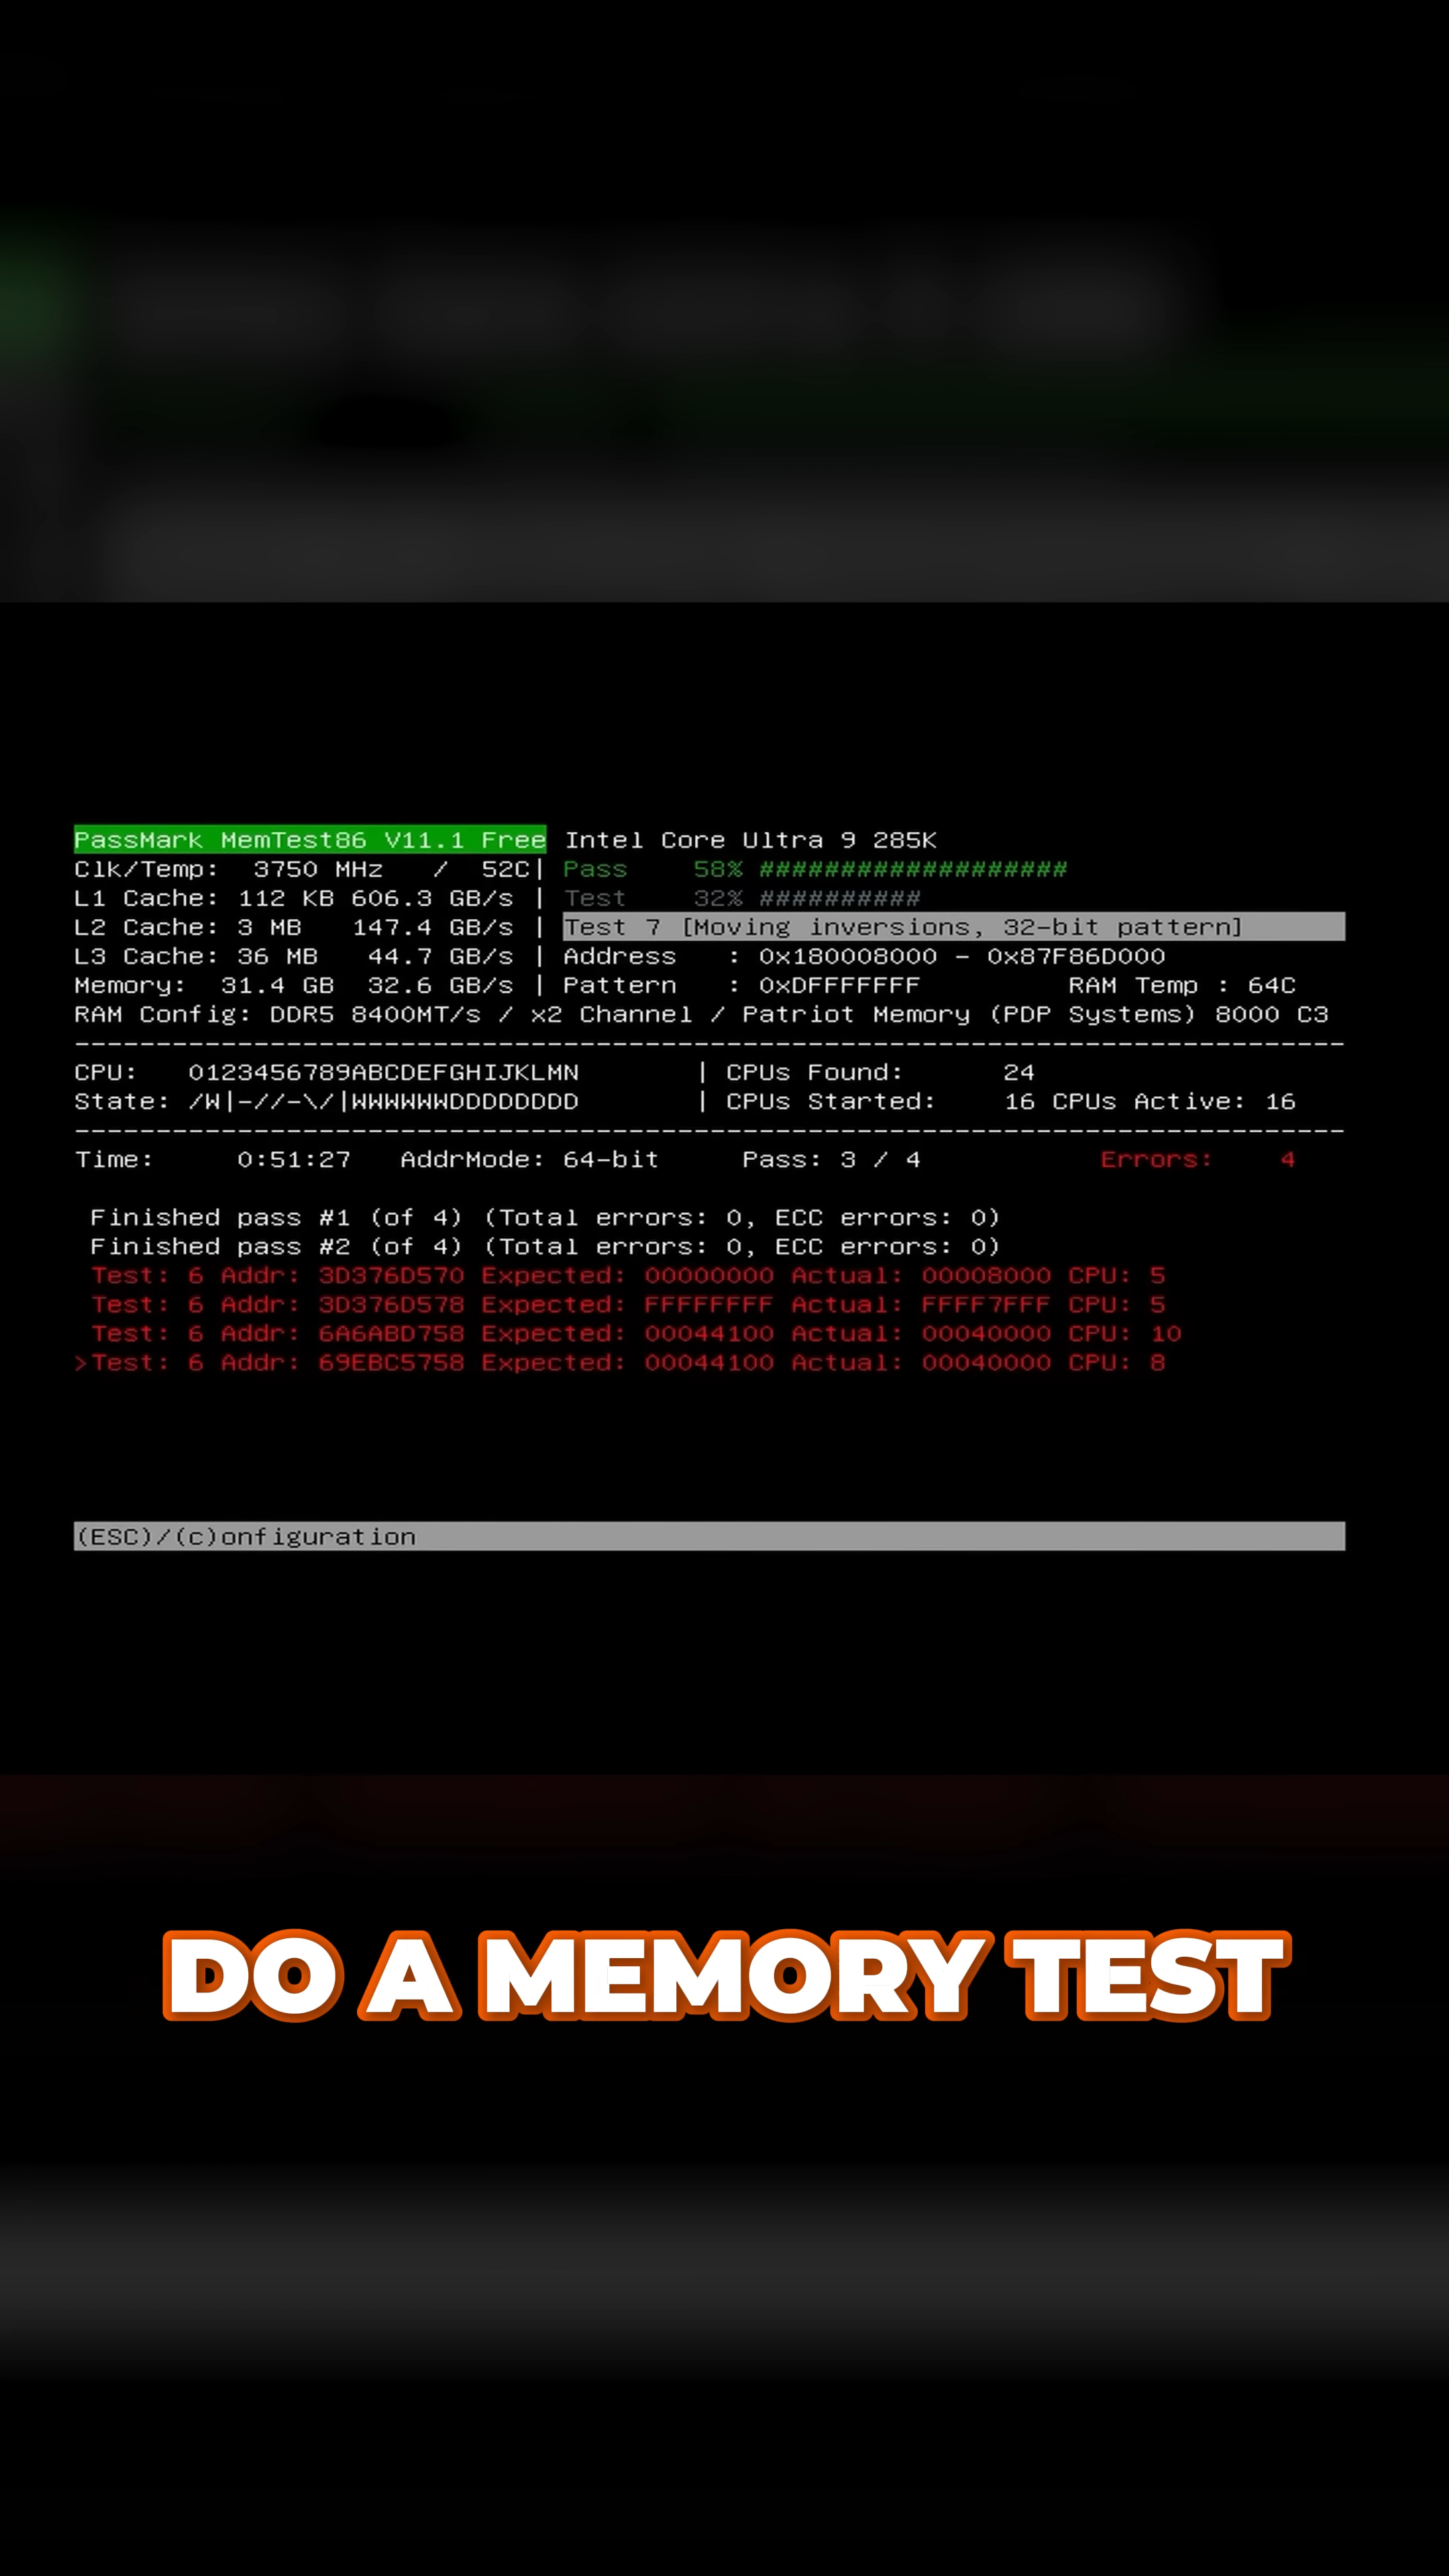 PassMark MemTest86 V11.1 Free Intel Core Ultra 9 285K
Clk/Temp: 3750 MHz / 52C| Pass 58% ###################
L1 Cache: 112 KB 606.3 GB/s | Test 32% ##########
L2 Cache: 3 MB 147.4 GB/s | Test 7 [Moving inversions, 32-bit pattern]
L3 Cache: 36 MB 44.7 GB/s | Address : 0x180008000 - 0x87F86D000
Memory: 31.4 GB 32.6 GB/s | Pattern : 0xDFFFFFFF RAM Temp : 64C
RAM Config: DDR5 8400MT/s / x2 Channel / Patriot Memory (PDP Systems) 8000 C3
------------------------------------------------------------------------------
CPU: 0123456789ABCDEFGHIJKLMN | CPUs Found: 24
State: /W|-//-\/|WWWWWWDDDDDDDD | CPUs Started: 16 CPUs Active: 16
------------------------------------------------------------------------------
Time: 0:51:27 AddrMode: 64-bit Pass: 3 / 4 Errors: 4
Finished pass #1 (of 4) (Total errors: 0, ECC errors: 0)
Finished pass #2 (of 4) (Total errors: 0, ECC errors: 0)
Test: 6 Addr: 3D376D570 Expected: 00000000 Actual: 00008000 CPU: 5
Test: 6 Addr: 3D376D578 Expected: FFFFFFFF Actual: FFFF7FFF CPU: 5
Test: 6 Addr: 6A6ABD758 Expected: 00044100 Actual: 00040000 CPU: 10
>Test: 6 Addr: 69EBC5758 Expected: 00044100 Actual: 00040000 CPU: 8
(ESC)/(c)onfiguration
DO A MEMORY TEST